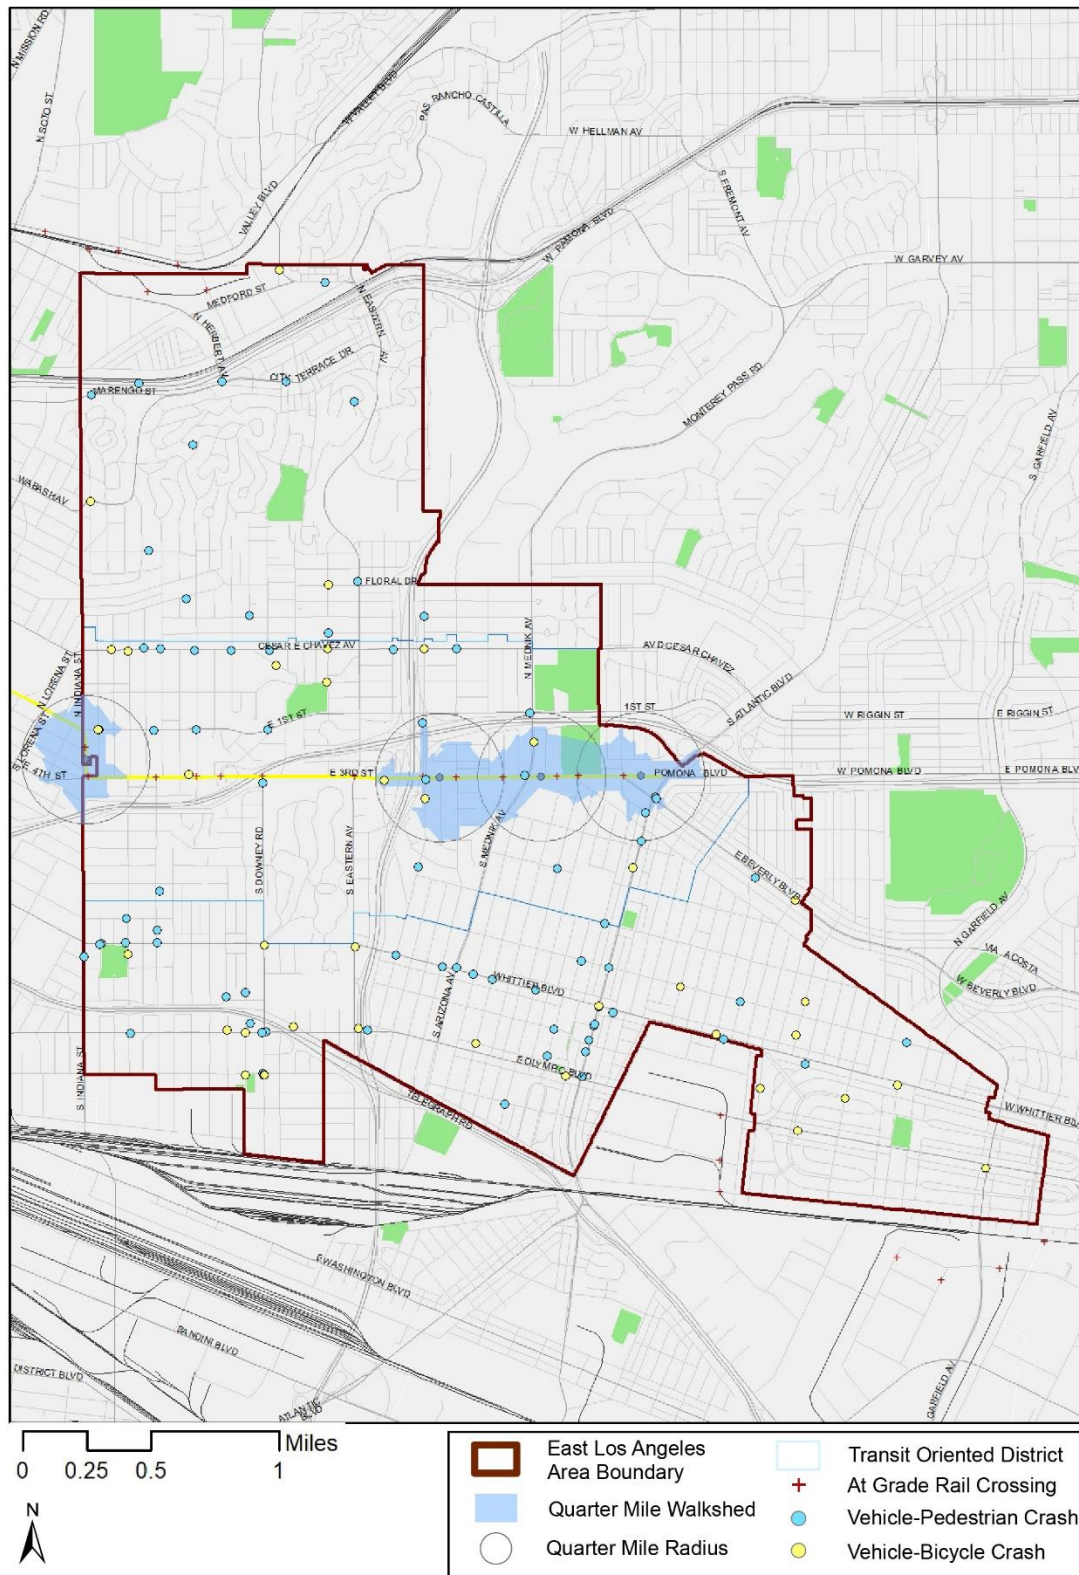 N MISSION RD
N SOTO ST
W VALLEY BLVD
PAS RANCHO CASTILLA
W HELLMAN AV
S FREMONT AV
VALLEY BLVD
W RAMONA BLVD
W GARVEY AV
MEDFORD ST
N EASTERN AV
N HERBERT AV
CITY TERRACE DR
MARENGO ST
MONTEREY PASS RD
S GARFIELD AV
WABASH AV
FLORAL DR
CESAR E CHAVEZ AV
N MEDNIK AV
AV D CESAR CHAVEZ
N LORENA ST
N INDIANA ST
S ATLANTIC BLVD
1ST ST
E 1ST ST
W RIGGIN ST
E RIGGIN ST
S LORENA ST
E 4TH ST
E 3RD ST
POMONA BLVD
W POMONA BLVD
E POMONA BLVD
S MEDNIK AV
S DOWNEY RD
S EASTERN AV
E BEVERLY BLVD
N GARFIELD AV
VIA ACOSTA
W BEVERLY BLVD
WHITTIER BLVD
S ARIZONA AV
E OLYMPIC BLVD
S INDIANA ST
TELEGRAPH RD
W WHITTIER BLV
E WASHINGTON BLVD
BANDINI BLVD
DISTRICT BLVD
ATLANTIC BLVD
GARFIELD AV
Miles
0 0.25 0.5 1
N
East Los Angeles
Area Boundary
Quarter Mile Walkshed
Quarter Mile Radius
Transit Oriented District
At Grade Rail Crossing
Vehicle-Pedestrian Crash
Vehicle-Bicycle Crash